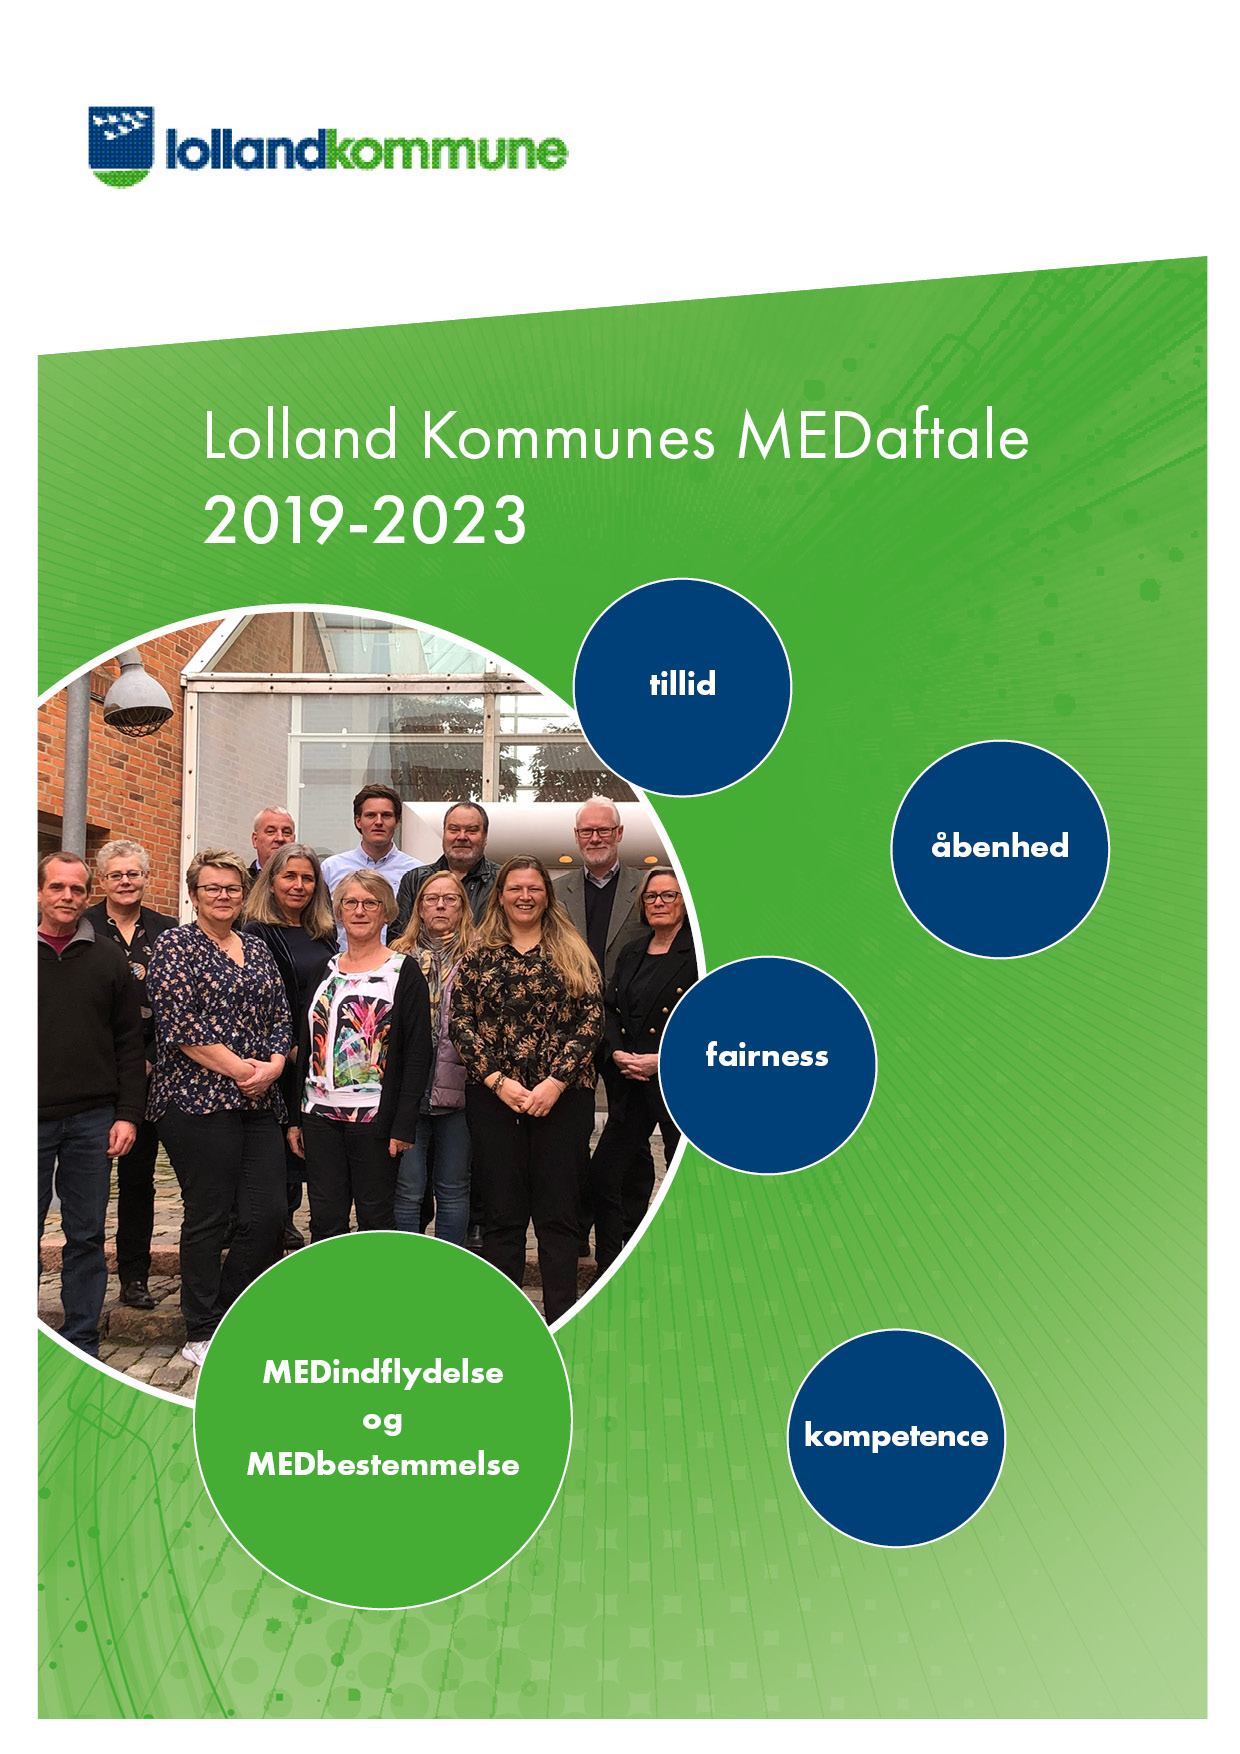 lollandkommune
Lolland Kommunes MEDaftale
2019-2023
tillid
åbenhed
fairness
MEDindflydelse
og
MEDbestemmelse
kompetence